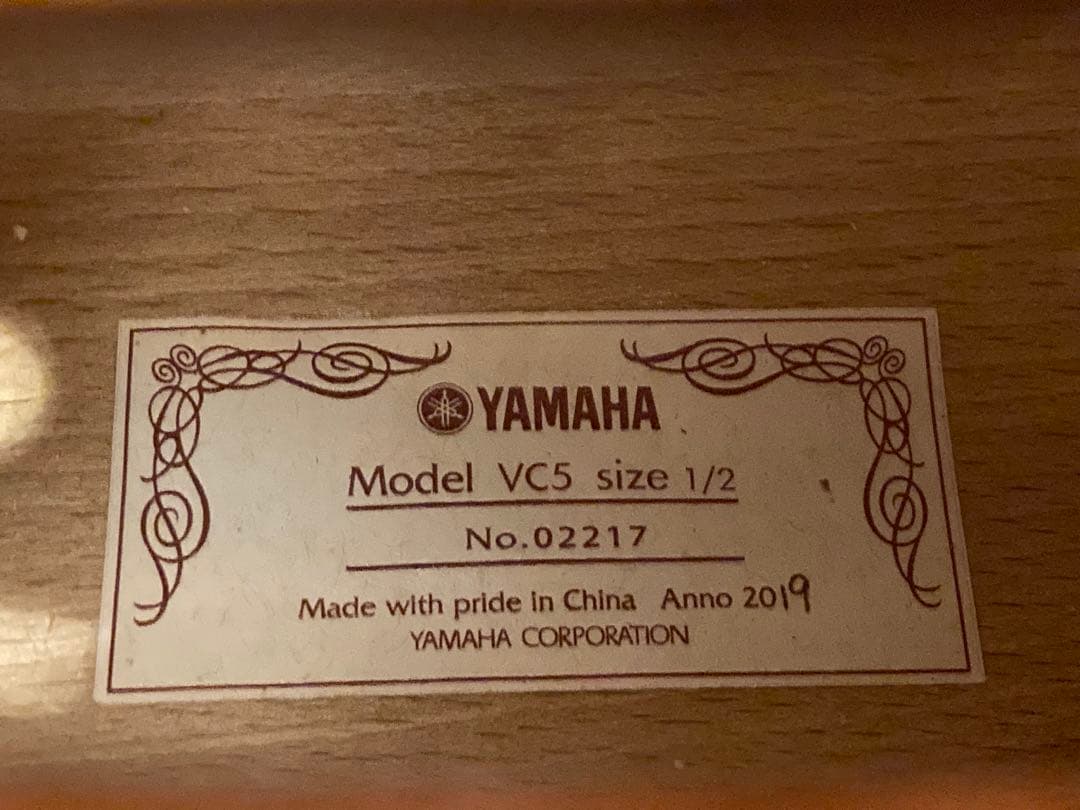 YAMAHA
Model VC5 size 1/2
No.02217
Made with pride in China Anno 2019
YAMAHA CORPORATION